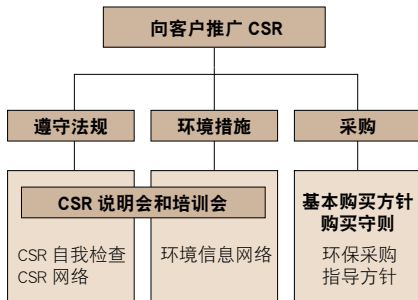 向客户推广 CSR
遵守法规
环境措施
采购
CSR 说明会和培训会
CSR 自我检查
CSR 网络
环境信息网络
基本购买方针
购买守则
环保采购
指导方针